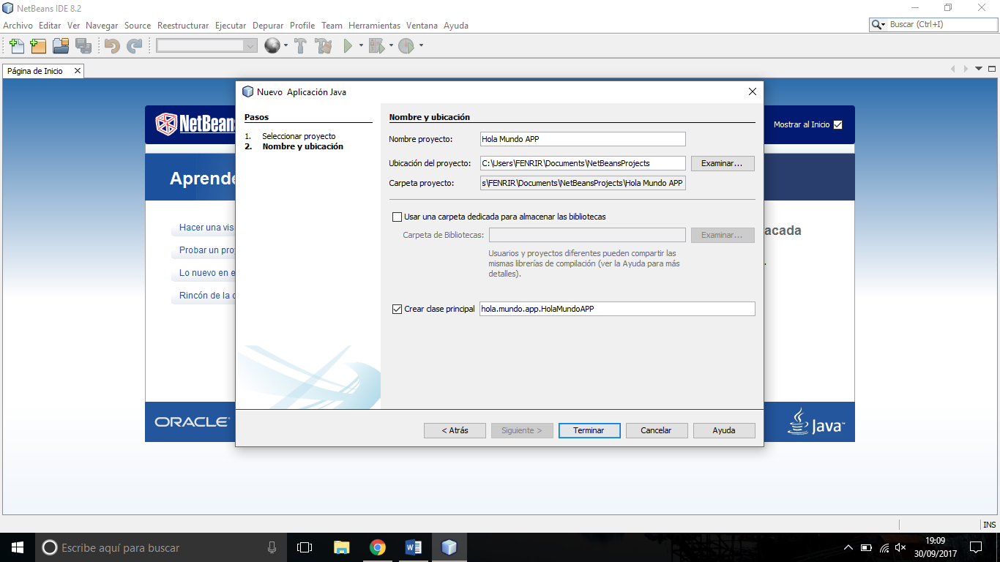 NetBeans IDE 8.2
Archivo Editar Ver Navegar Source Reestructurar Ejecutar Depurar Profile Team Herramientas Ventana Ayuda
Buscar (Ctrl+I)
Página de Inicio
Nuevo Aplicación Java
Pasos
1. Seleccionar proyecto
2. Nombre y ubicación
Nombre y ubicación
Nombre proyecto: Hola Mundo APP
Ubicación del proyecto: C:\Users\FENRIR\Documents\NetBeansProjects Examinar...
Carpeta proyecto: s\FENRIR\Documents\NetBeansProjects\Hola Mundo APP
Usar una carpeta dedicada para almacenar las bibliotecas
Carpeta de Bibliotecas: Examinar...
Usuarios y proyectos diferentes pueden compartir las
mismas librerías de compilación (ver la Ayuda para más
detalles).
Crear clase principal hola.mundo.app.HolaMundoAPP
< Atrás Siguiente > Terminar Cancelar Ayuda
NetBeans
Mostrar al Inicio
Aprende
Hacer una vis
Probar un pro
Lo nuevo en e
Rincón de la c
acada
ORACLE
Java
INS
Escribe aquí para buscar
19:09
30/09/2017